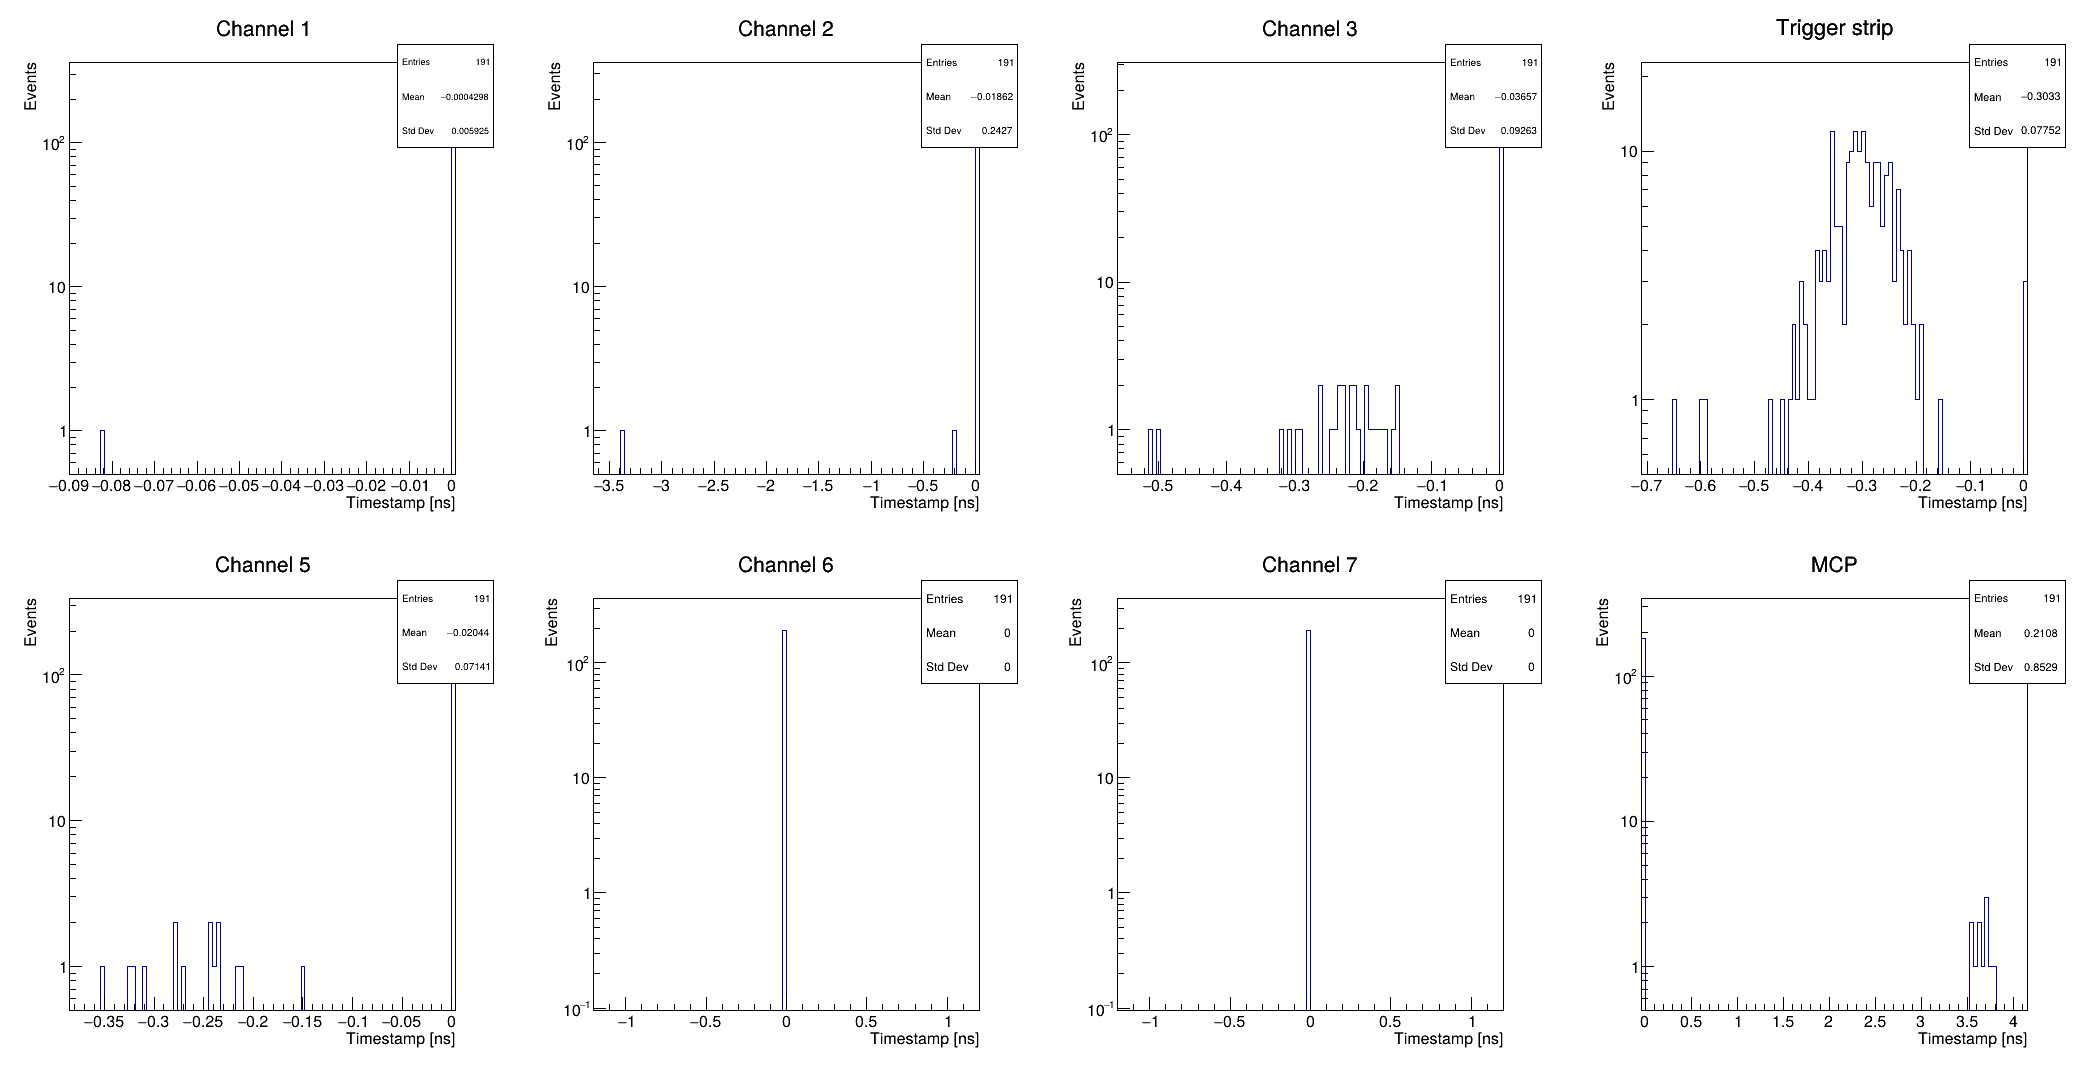 Channel 1
Events
Entries 191
Mean −0.0004298
Std Dev 0.005925
10²
10
1
−0.09 −0.08 −0.07 −0.06 −0.05 −0.04 −0.03 −0.02 −0.01 0
Timestamp [ns]
Channel 2
Events
Entries 191
Mean −0.01862
Std Dev 0.2427
10²
10
1
−3.5 −3 −2.5 −2 −1.5 −1 −0.5 0
Timestamp [ns]
Channel 3
Events
Entries 191
Mean −0.03657
Std Dev 0.09263
10²
10
1
−0.5 −0.4 −0.3 −0.2 −0.1 0
Timestamp [ns]
Trigger strip
Events
Entries 191
Mean −0.3033
Std Dev 0.07752
10
1
−0.7 −0.6 −0.5 −0.4 −0.3 −0.2 −0.1 0
Timestamp [ns]
Channel 5
Events
Entries 191
Mean −0.02044
Std Dev 0.07141
10²
10
1
−0.35 −0.3 −0.25 −0.2 −0.15 −0.1 −0.05 0
Timestamp [ns]
Channel 6
Events
Entries 191
Mean 0
Std Dev 0
10²
10
1
10⁻¹
−1 −0.5 0 0.5 1
Timestamp [ns]
Channel 7
Events
Entries 191
Mean 0
Std Dev 0
10²
10
1
10⁻¹
−1 −0.5 0 0.5 1
Timestamp [ns]
MCP
Events
Entries 191
Mean 0.2108
Std Dev 0.8529
10²
10
1
0 0.5 1 1.5 2 2.5 3 3.5 4
Timestamp [ns]